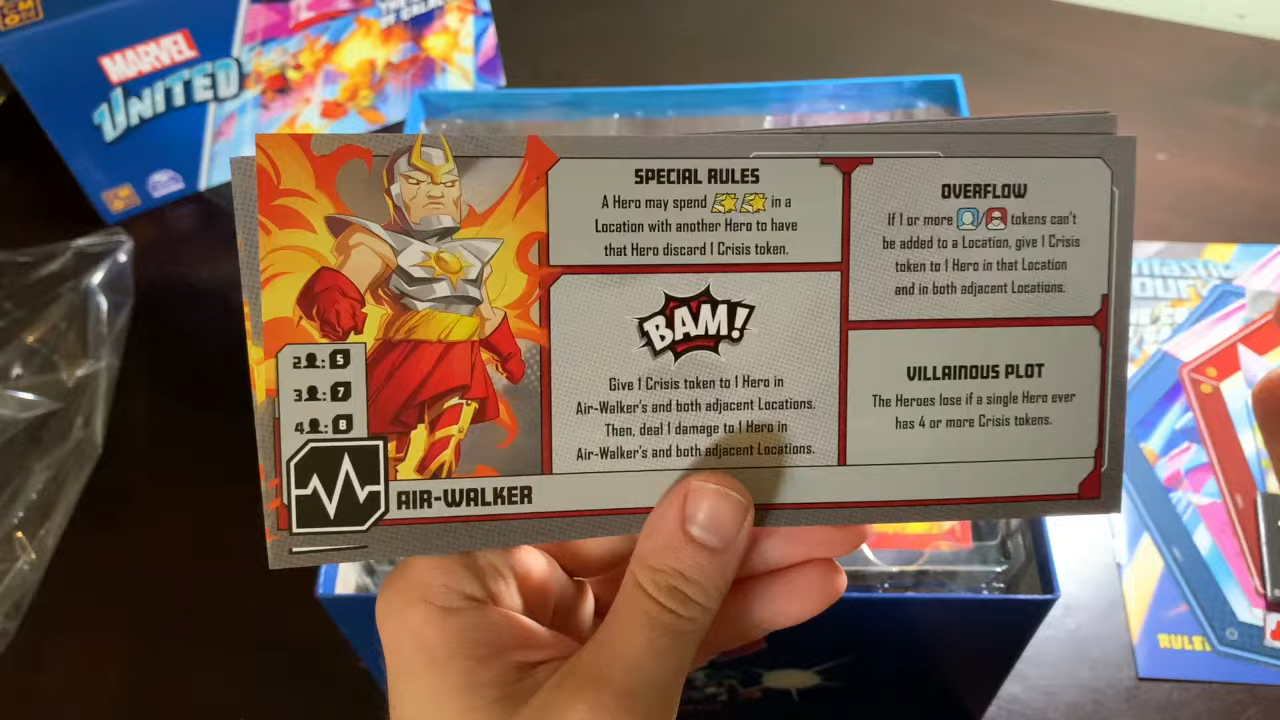 CMON
THE
OF GALAC
MARVEL
UNITED
SPECIAL RULES
A Hero may spend in a
Location with another Hero to have
that Hero discard 1 Crisis token.
BAM!
Give 1 Crisis token to 1 Hero in
Air-Walker's and both adjacent Locations.
Then, deal 1 damage to 1 Hero in
Air-Walker's and both adjacent Locations.
OVERFLOW
If 1 or more / tokens can't
be added to a Location, give 1 Crisis
token to 1 Hero in that Location
and in both adjacent Locations.
VILLAINOUS PLOT
The Heroes lose if a single Hero ever
has 4 or more Crisis tokens.
2 : 5
3 : 7
4 : 8
AIR-WALKER
RULE